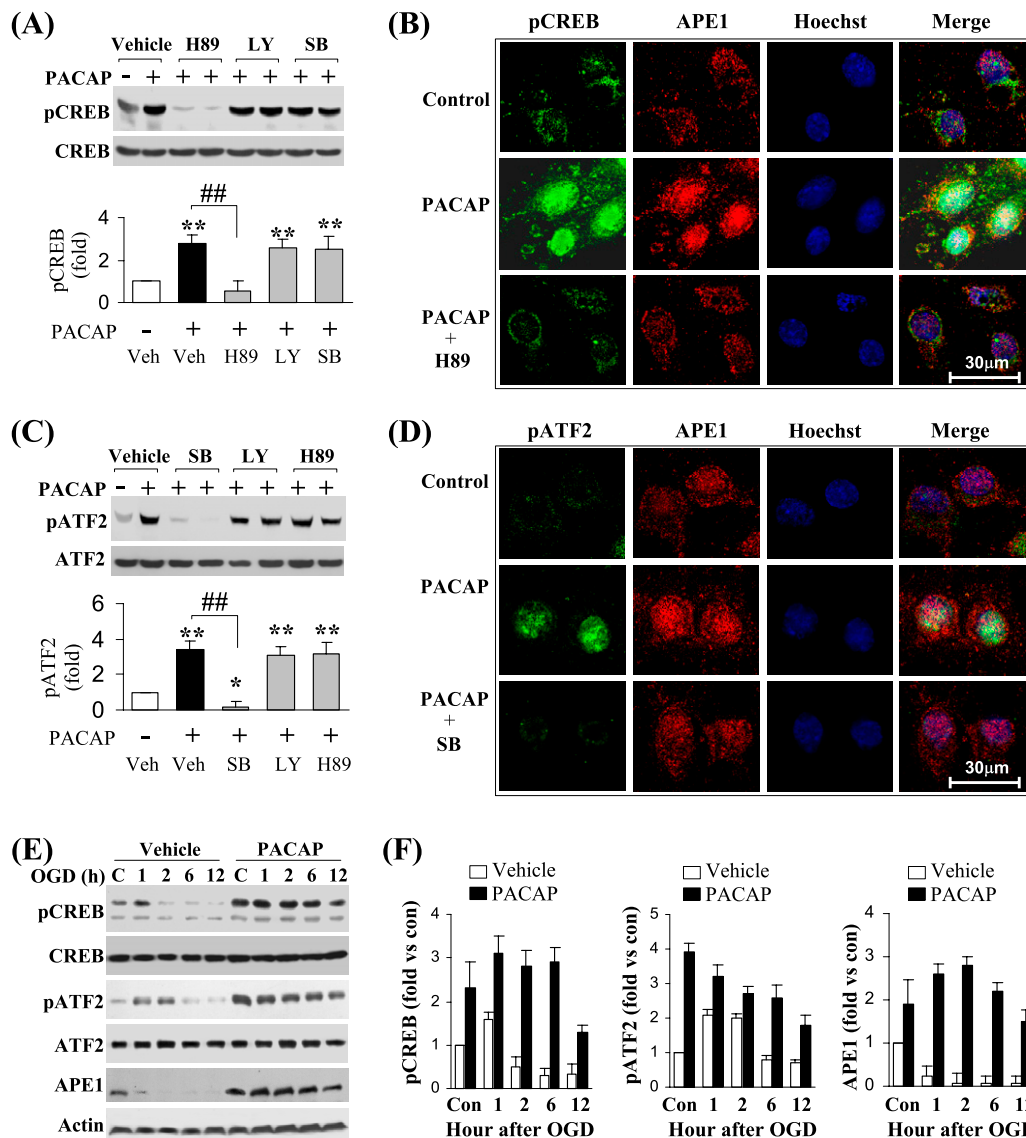 (A)
Vehicle H89 LY SB
PACAP - + + + + + + +
pCREB
CREB
##
** ** **
pCREB (fold)
4
2
0
PACAP - + + + +
Veh Veh H89 LY SB
(B)
pCREB APE1 Hoechst Merge
Control
PACAP
PACAP
+
H89
30μm
(C)
Vehicle SB LY H89
PACAP - + + + + + + +
pATF2
ATF2
##
** * ** **
pATF2 (fold)
6
4
2
0
PACAP - + + + +
Veh Veh SB LY H89
(D)
pATF2 APE1 Hoechst Merge
Control
PACAP
PACAP
+
SB
30μm
(E)
Vehicle PACAP
OGD (h) C 1 2 6 12 C 1 2 6 12
pCREB
CREB
pATF2
ATF2
APE1
Actin
(F)
Vehicle
PACAP
pCREB (fold vs con)
4
3
2
1
0
Con 1 2 6 12
Hour after OGD
Vehicle
PACAP
pATF2 (fold vs con)
5
4
3
2
1
0
Con 1 2 6 12
Hour after OGD
Vehicle
PACAP
APE1 (fold vs con)
4
3
2
1
0
Con 1 2 6 12
Hour after OGD